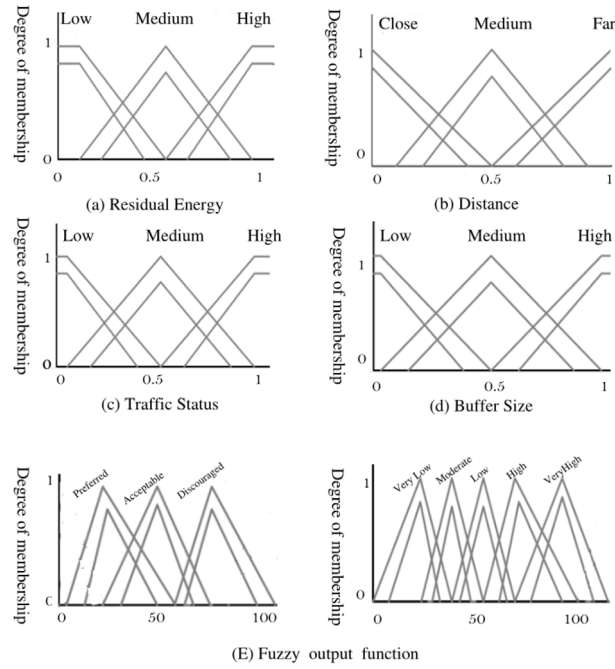 Degree of membership
Low Medium High
1
0
0 0.5 1
(a) Residual Energy
Degree of membership
Close Medium Far
1
0
0 0.5 1
(b) Distance
Degree of membership
Low Medium High
1
0
0 0.5 1
(c) Traffic Status
Degree of membership
Low Medium High
1
0
0 0.5 1
(d) Buffer Size
Degree of membership
Preferred Acceptable Discouraged
1
C
0 50 100
Degree of membership
Very Low Moderate Low High VeryHigh
1
0
0 50 100
(E) Fuzzy output function